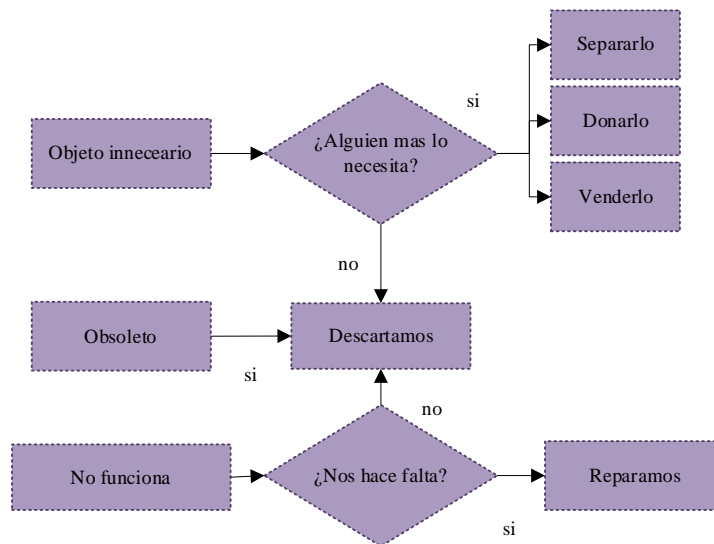 Separarlo
si
Objeto inneceario
¿Alguien mas lo
necesita?
Donarlo
Venderlo
no
Obsoleto
si
Descartamos
no
No funciona
¿Nos hace falta?
Reparamos
si